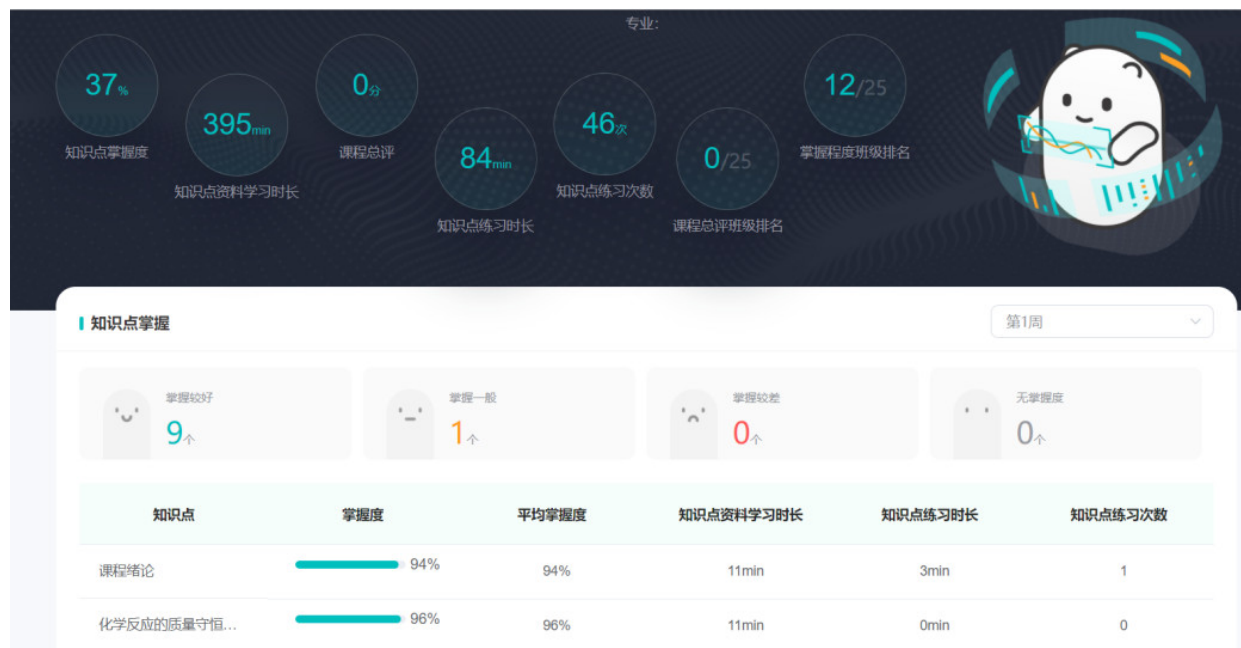 专业:
37%
知识点掌握度
395min
知识点资料学习时长
0分
课程总评
84min
知识点练习时长
46次
知识点练习次数
0/25
课程总评班级排名
12/25
掌握程度班级排名
知识点掌握
第1周
掌握较好
9个
掌握一般
1个
掌握较差
0个
无掌握度
0个
知识点 掌握度 平均掌握度 知识点资料学习时长 知识点练习时长 知识点练习次数
课程绪论 94% 94% 11min 3min 1
化学反应的质量守恒... 96% 96% 11min 0min 0